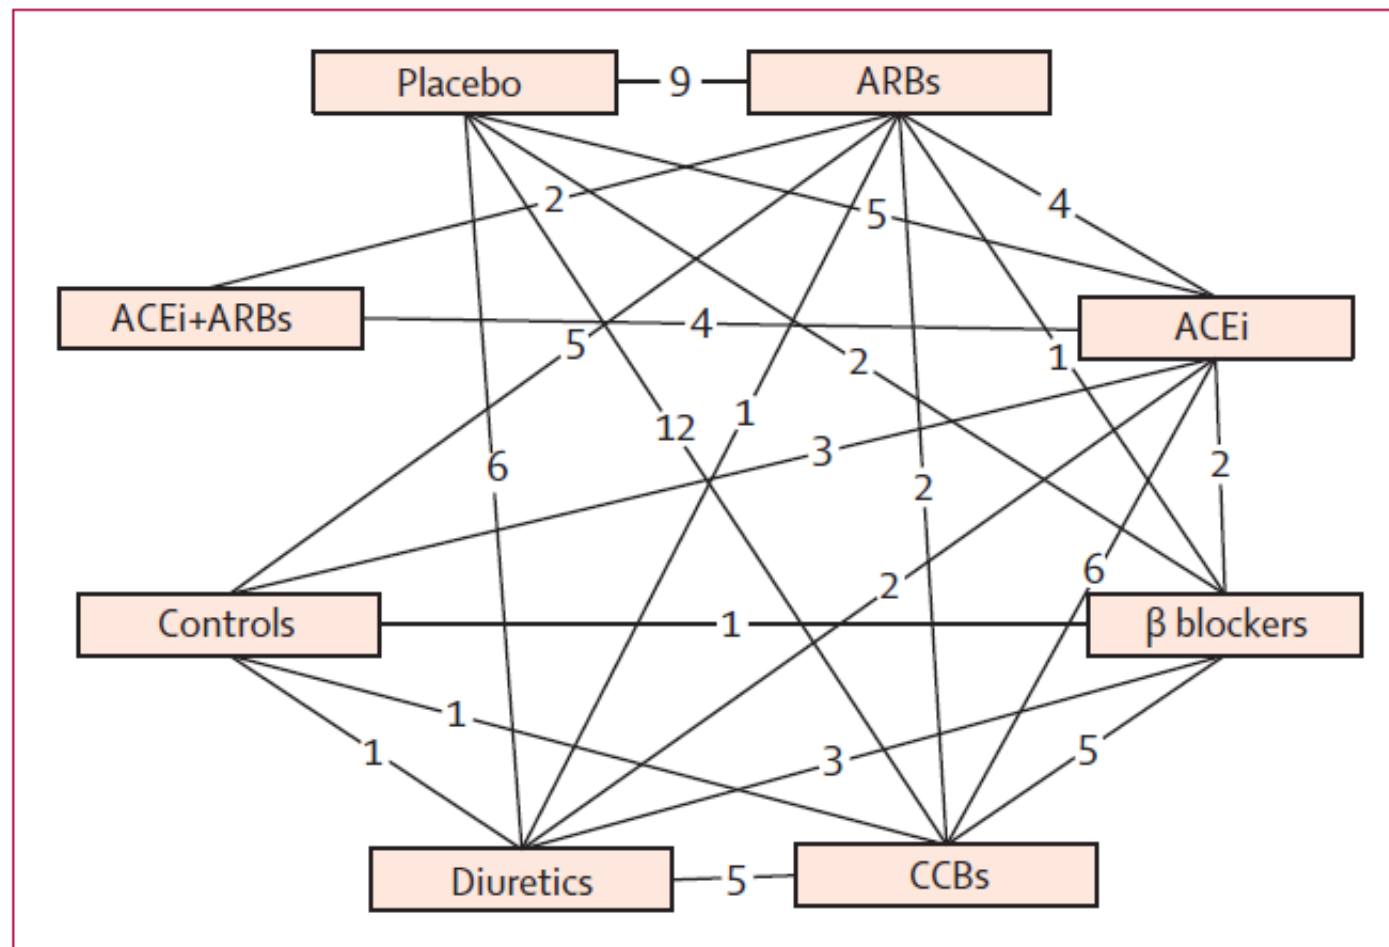 Placebo 9 ARBs
2 5 4
ACEi+ARBs 4 ACEi
5 2 1
12 1
6 3 2
2
2 6
Controls 1 β blockers
1
1 3 5
Diuretics 5 CCBs